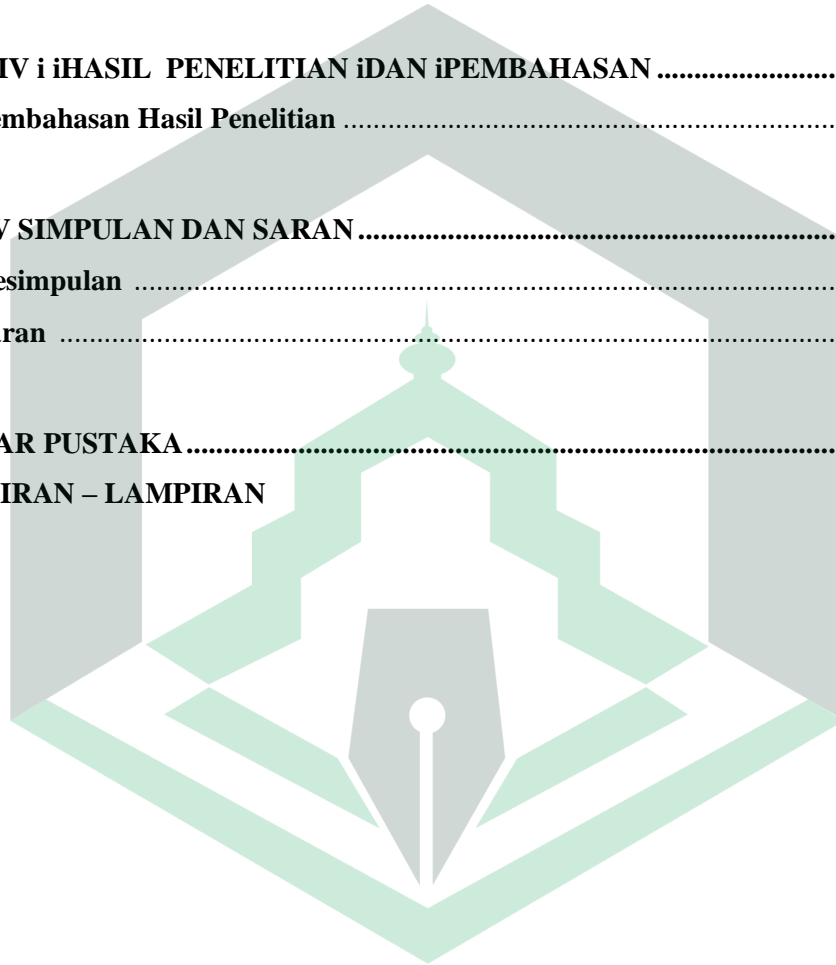 IV i iHASIL PENELITIAN iDAN iPEMBAHASAN ........................
embahasan Hasil Penelitian ...................................................................................
V SIMPULAN DAN SARAN .................................................................
esimpulan ...............................................................................................................
ran ..........................................................................................................................
AR PUSTAKA ........................................................................................
IRAN – LAMPIRAN